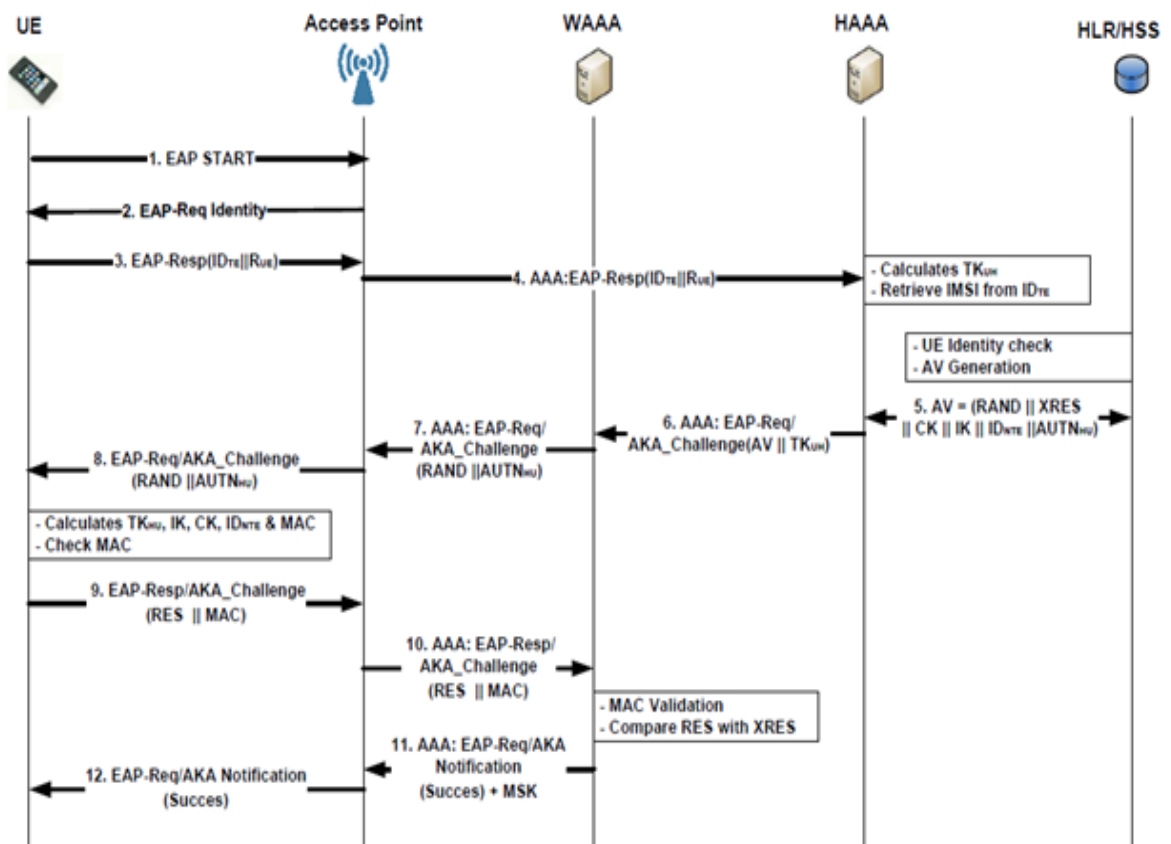 UE
Access Point
WAAA
HAAA
HLR/HSS
1. EAP START
2. EAP-Req Identity
3. EAP-Resp(IDTE||RUE)
4. AAA:EAP-Resp(IDTE||RUE)
- Calculates TKUH
- Retrieve IMSI from IDTE
- UE Identity check
- AV Generation
5. AV = (RAND || XRES
|| CK || IK || IDNTE ||AUTNHU)
6. AAA: EAP-Req/
AKA_Challenge(AV || TKUH)
7. AAA: EAP-Req/
AKA_Challenge
(RAND ||AUTNHU)
8. EAP-Req/AKA_Challenge
(RAND ||AUTNHU)
- Calculates TKHU, IK, CK, IDNTE & MAC
- Check MAC
9. EAP-Resp/AKA_Challenge
(RES || MAC)
10. AAA: EAP-Resp/
AKA_Challenge
(RES || MAC)
- MAC Validation
- Compare RES with XRES
11. AAA: EAP-Req/AKA
Notification
(Succes) + MSK
12. EAP-Req/AKA Notification
(Succes)